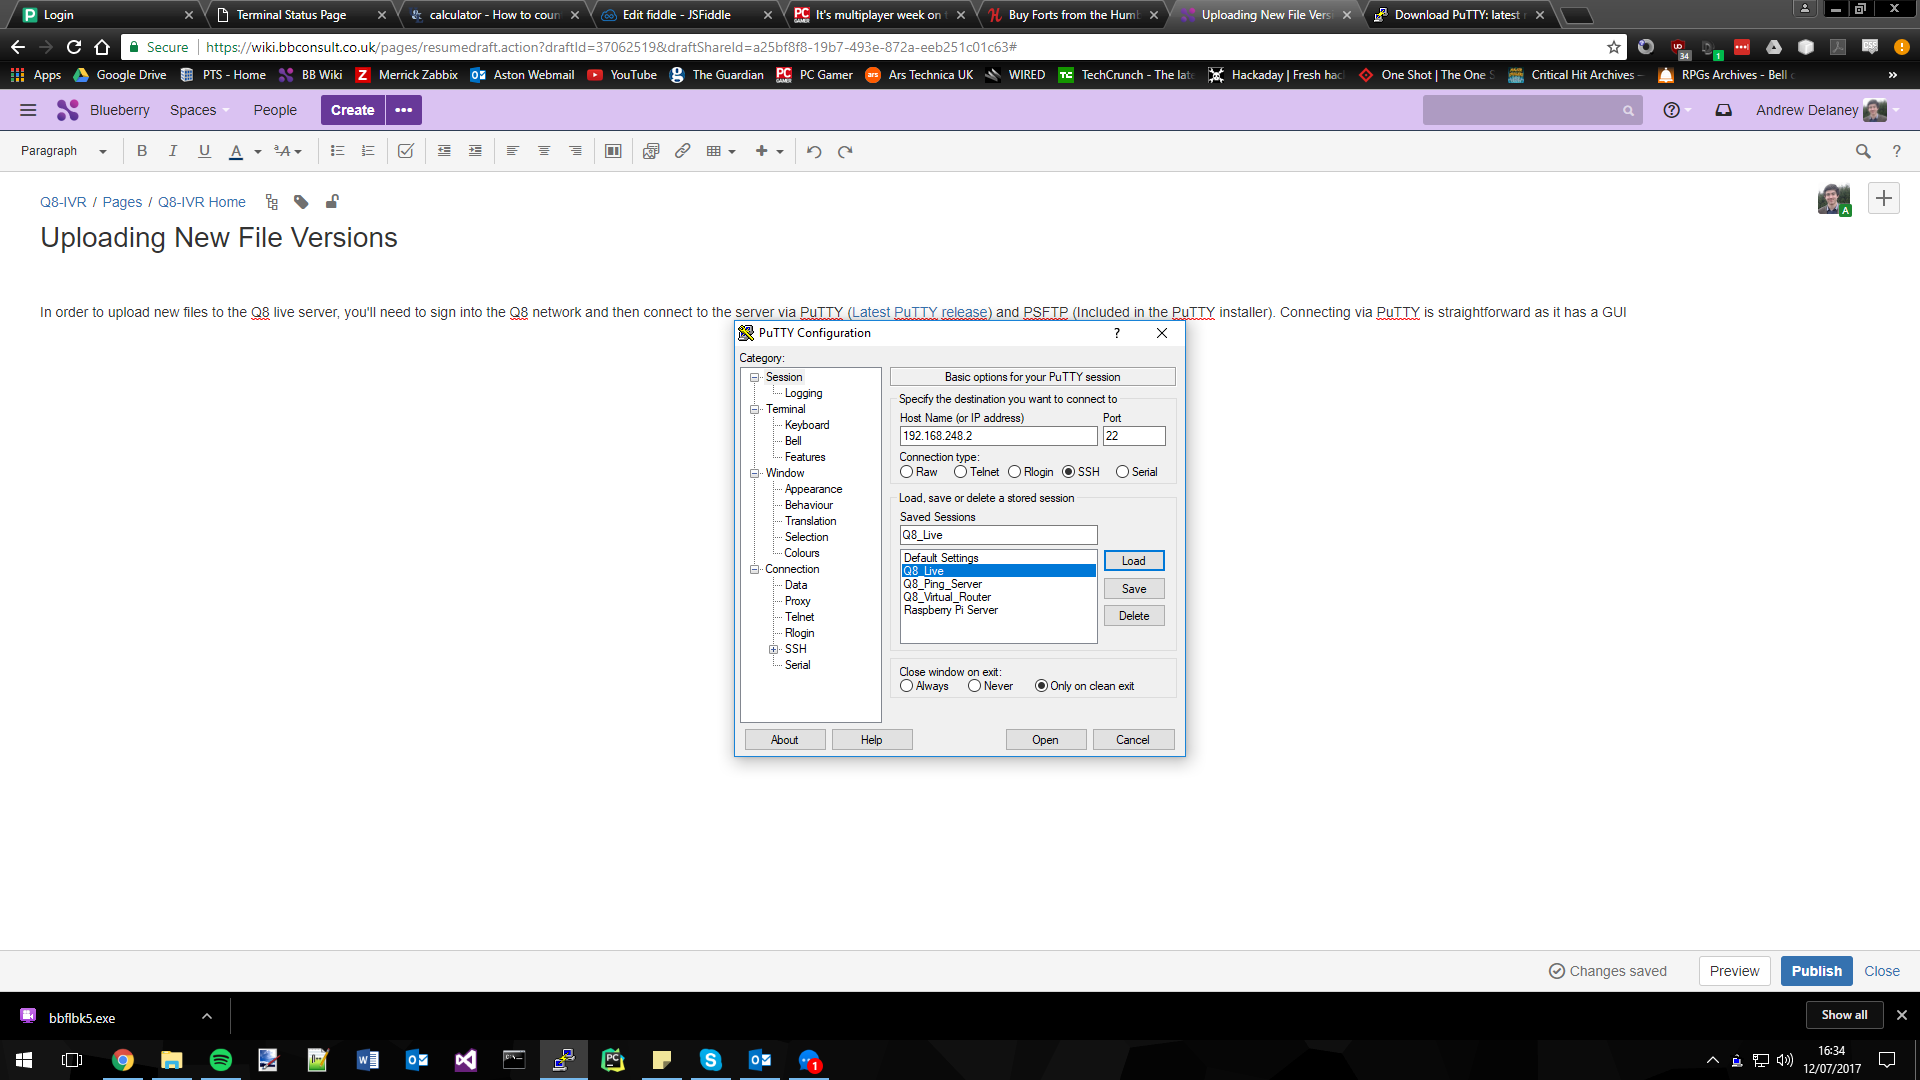 Login
Terminal Status Page
calculator - How to coun
Edit fiddle - JSFiddle
It's multiplayer week on
Buy Forts from the Humb
Uploading New File Versi
Download PuTTY: latest
Secure
https://wiki.bbconsult.co.uk/pages/resumedraft.action?draftId=37062519&draftShareId=a25bf8f8-19b7-493e-872a-eeb251c01c63#
34
1
Apps
Google Drive
PTS - Home
BB Wiki
Merrick Zabbix
Aston Webmail
YouTube
The Guardian
PC Gamer
Ars Technica UK
WIRED
TechCrunch - The late
Hackaday | Fresh hac
One Shot | The One S
Critical Hit Archives –
RPGs Archives - Bell
»
Blueberry
Spaces
People
Create
Andrew Delaney
Paragraph
B
I
U
A
Q8-IVR / Pages / Q8-IVR Home
A
Uploading New File Versions
In order to upload new files to the Q8 live server, you'll need to sign into the Q8 network and then connect to the server via PuTTY (Latest PuTTY release) and PSFTP (Included in the PuTTY installer). Connecting via PuTTY is straightforward as it has a GUI
PuTTY Configuration
?
Category:
Session
Logging
Terminal
Keyboard
Bell
Features
Window
Appearance
Behaviour
Translation
Selection
Colours
Connection
Data
Proxy
Telnet
Rlogin
SSH
Serial
Basic options for your PuTTY session
Specify the destination you want to connect to
Host Name (or IP address)
Port
192.168.248.2
22
Connection type:
Raw
Telnet
Rlogin
SSH
Serial
Load, save or delete a stored session
Saved Sessions
Q8_Live
Default Settings
Q8_Live
Q8_Ping_Server
Q8_Virtual_Router
Raspberry Pi Server
Load
Save
Delete
Close window on exit:
Always
Never
Only on clean exit
About
Help
Open
Cancel
Changes saved
Preview
Publish
Close
bbflbk5.exe
Show all
1
16:34
12/07/2017